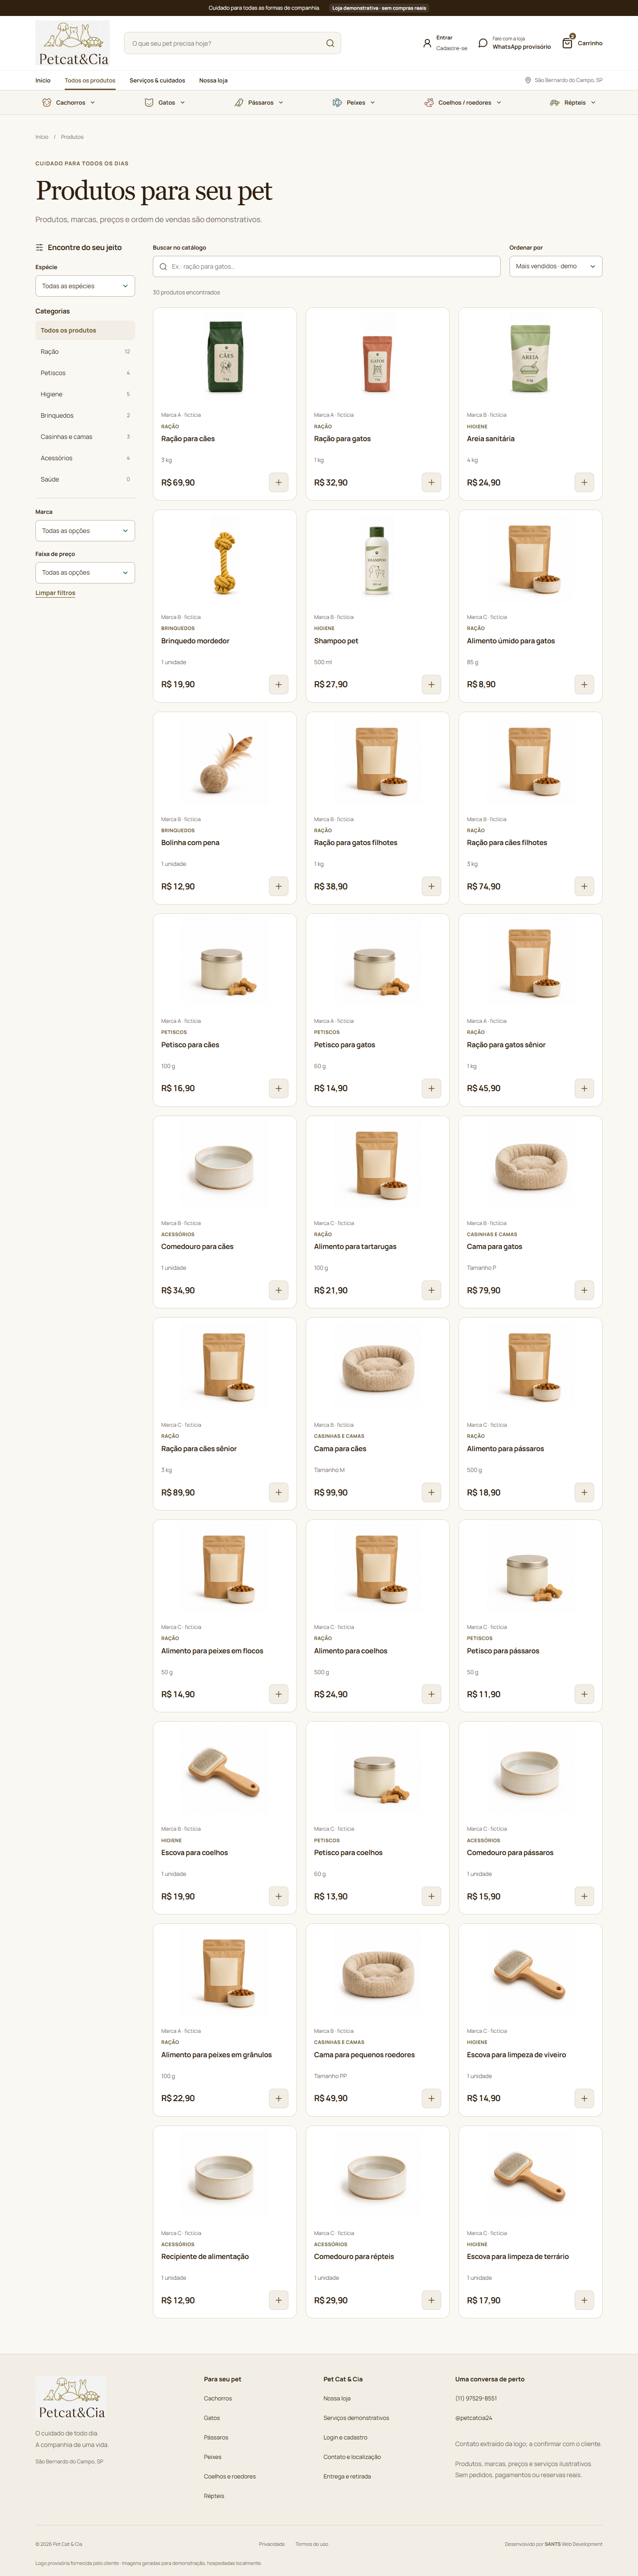 Cuidado para todas as formas de companhia.
Loja demonstrativa · sem compras reais
Petcat&Cia
O que seu pet precisa hoje?
Entrar
Cadastre-se
Fale com a loja
WhatsApp provisório
2
Carrinho
Início
Todos os produtos
Serviços & cuidados
Nossa loja
São Bernardo do Campo, SP
Cachorros
Gatos
Pássaros
Peixes
Coelhos / roedores
Répteis
Início / Produtos
CUIDADO PARA TODOS OS DIAS
Produtos para seu pet
Produtos, marcas, preços e ordem de vendas são demonstrativos.
Encontre do seu jeito
Espécie
Todas as espécies
Categorias
Todos os produtos
Ração 12
Petiscos 4
Higiene 5
Brinquedos 2
Casinhas e camas 3
Acessórios 4
Saúde 0
Marca
Todas as opções
Faixa de preço
Todas as opções
Limpar filtros
Buscar no catálogo
Ex.: ração para gatos...
Ordenar por
Mais vendidos · demo
30 produtos encontrados
CÃES
Marca A · fictícia
RAÇÃO
Ração para cães
3 kg
R$ 69,90
GATOS
Marca A · fictícia
RAÇÃO
Ração para gatos
1 kg
R$ 32,90
AREIA
Marca B · fictícia
HIGIENE
Areia sanitária
4 kg
R$ 24,90
Marca B · fictícia
BRINQUEDOS
Brinquedo mordedor
1 unidade
R$ 19,90
SHAMPOO
Marca B · fictícia
HIGIENE
Shampoo pet
500 ml
R$ 27,90
Marca C · fictícia
RAÇÃO
Alimento úmido para gatos
85 g
R$ 8,90
Marca B · fictícia
BRINQUEDOS
Bolinha com pena
1 unidade
R$ 12,90
Marca B · fictícia
RAÇÃO
Ração para gatos filhotes
1 kg
R$ 38,90
Marca B · fictícia
RAÇÃO
Ração para cães filhotes
3 kg
R$ 74,90
Marca A · fictícia
PETISCOS
Petisco para cães
100 g
R$ 16,90
Marca A · fictícia
PETISCOS
Petisco para gatos
60 g
R$ 14,90
Marca A · fictícia
RAÇÃO
Ração para gatos sênior
1 kg
R$ 45,90
Marca B · fictícia
ACESSÓRIOS
Comedouro para cães
1 unidade
R$ 34,90
Marca C · fictícia
RAÇÃO
Alimento para tartarugas
100 g
R$ 21,90
Marca B · fictícia
CASINHAS E CAMAS
Cama para gatos
Tamanho P
R$ 79,90
Marca C · fictícia
RAÇÃO
Ração para cães sênior
3 kg
R$ 89,90
Marca B · fictícia
CASINHAS E CAMAS
Cama para cães
Tamanho M
R$ 99,90
Marca C · fictícia
RAÇÃO
Alimento para pássaros
500 g
R$ 18,90
Marca C · fictícia
RAÇÃO
Alimento para peixes em flocos
50 g
R$ 14,90
Marca C · fictícia
RAÇÃO
Alimento para coelhos
500 g
R$ 24,90
Marca C · fictícia
PETISCOS
Petisco para pássaros
50 g
R$ 11,90
Marca B · fictícia
HIGIENE
Escova para coelhos
1 unidade
R$ 19,90
Marca C · fictícia
PETISCOS
Petisco para coelhos
60 g
R$ 13,90
Marca C · fictícia
ACESSÓRIOS
Comedouro para pássaros
1 unidade
R$ 15,90
Marca A · fictícia
RAÇÃO
Alimento para peixes em grânulos
100 g
R$ 22,90
Marca B · fictícia
CASINHAS E CAMAS
Cama para pequenos roedores
Tamanho PP
R$ 49,90
Marca C · fictícia
HIGIENE
Escova para limpeza de viveiro
1 unidade
R$ 14,90
Marca C · fictícia
ACESSÓRIOS
Recipiente de alimentação
1 unidade
R$ 12,90
Marca C · fictícia
ACESSÓRIOS
Comedouro para répteis
1 unidade
R$ 29,90
Marca C · fictícia
HIGIENE
Escova para limpeza de terrário
1 unidade
R$ 17,90
Petcat&Cia
O cuidado de todo dia.
A companhia de uma vida.
São Bernardo do Campo, SP
Para seu pet
Cachorros
Gatos
Pássaros
Peixes
Coelhos e roedores
Répteis
Pet Cat & Cia
Nossa loja
Serviços demonstrativos
Login e cadastro
Contato e localização
Entrega e retirada
Uma conversa de perto
(11) 97529-8551
@petcatcia24
Contato extraído da logo; a confirmar com o cliente.
Produtos, marcas, preços e serviços ilustrativos.
Sem pedidos, pagamentos ou reservas reais.
© 2026 Pet Cat & Cia
Privacidade
Termos de uso
Desenvolvido por SANTS Web Development
Logo provisória fornecida pelo cliente · Imagens geradas para demonstração, hospedadas localmente.